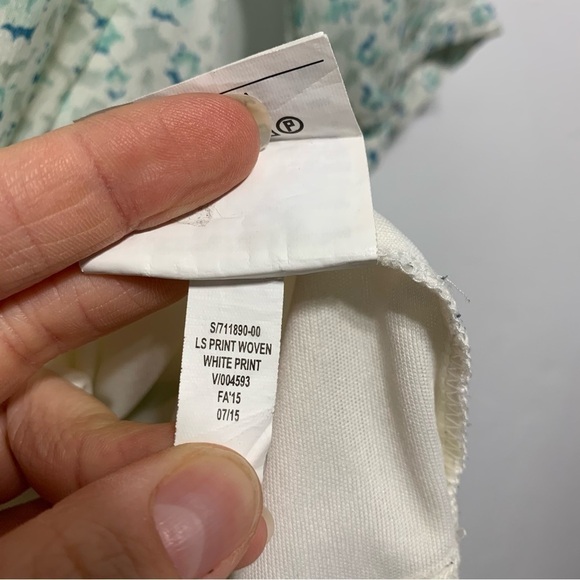 P
S/711890-00
LS PRINT WOVEN
WHITE PRINT
V/004593
FA'15
07/15